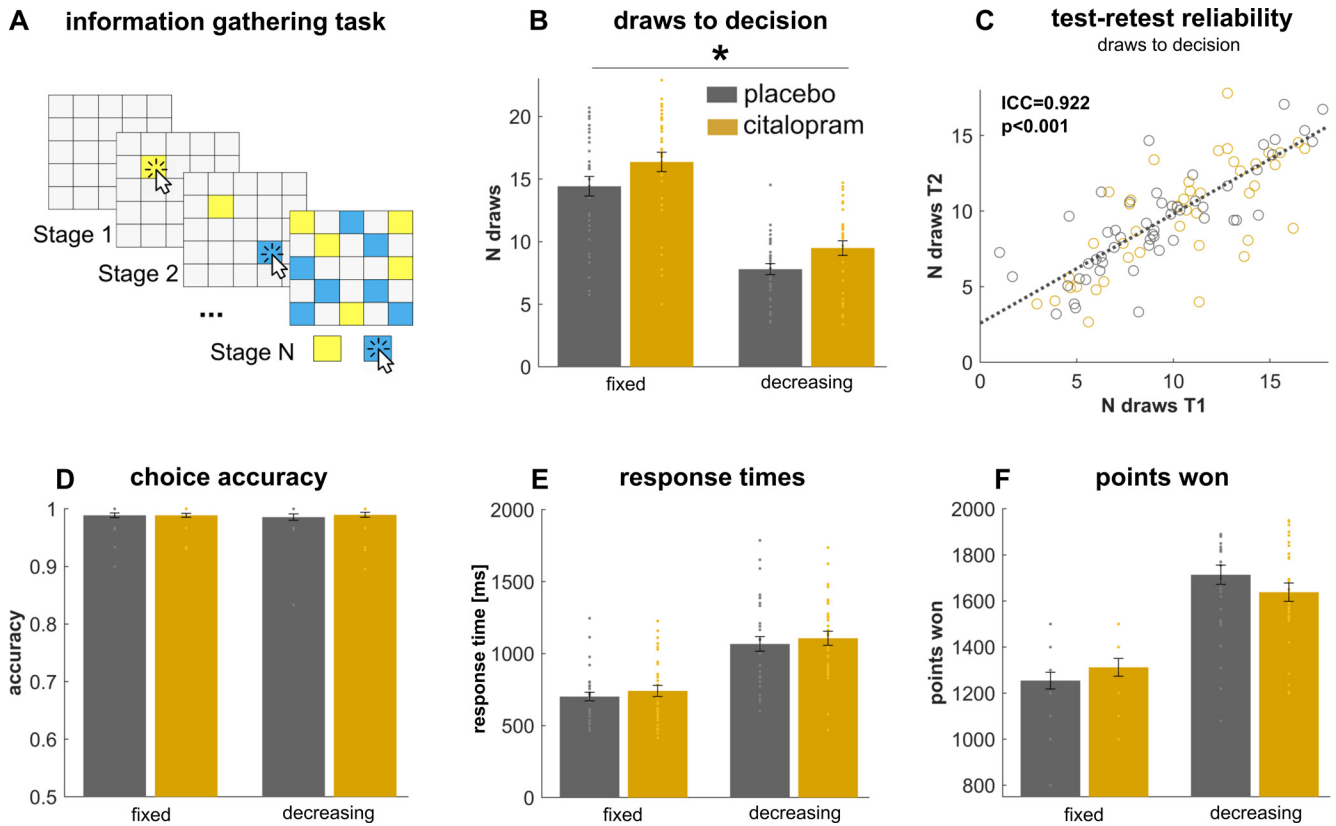 A information gathering task
Stage 1
Stage 2
...
Stage N
B draws to decision
*
placebo
citalopram
N draws
20
15
10
5
0
fixed decreasing
C test-retest reliability
draws to decision
ICC=0.922
p<0.001
N draws T2
15
10
5
0
0 5 10 15
N draws T1
D choice accuracy
accuracy
1
0.9
0.8
0.7
0.6
0.5
fixed decreasing
E response times
response time [ms]
2000
1500
1000
500
0
fixed decreasing
F points won
points won
2000
1800
1600
1400
1200
1000
800
fixed decreasing